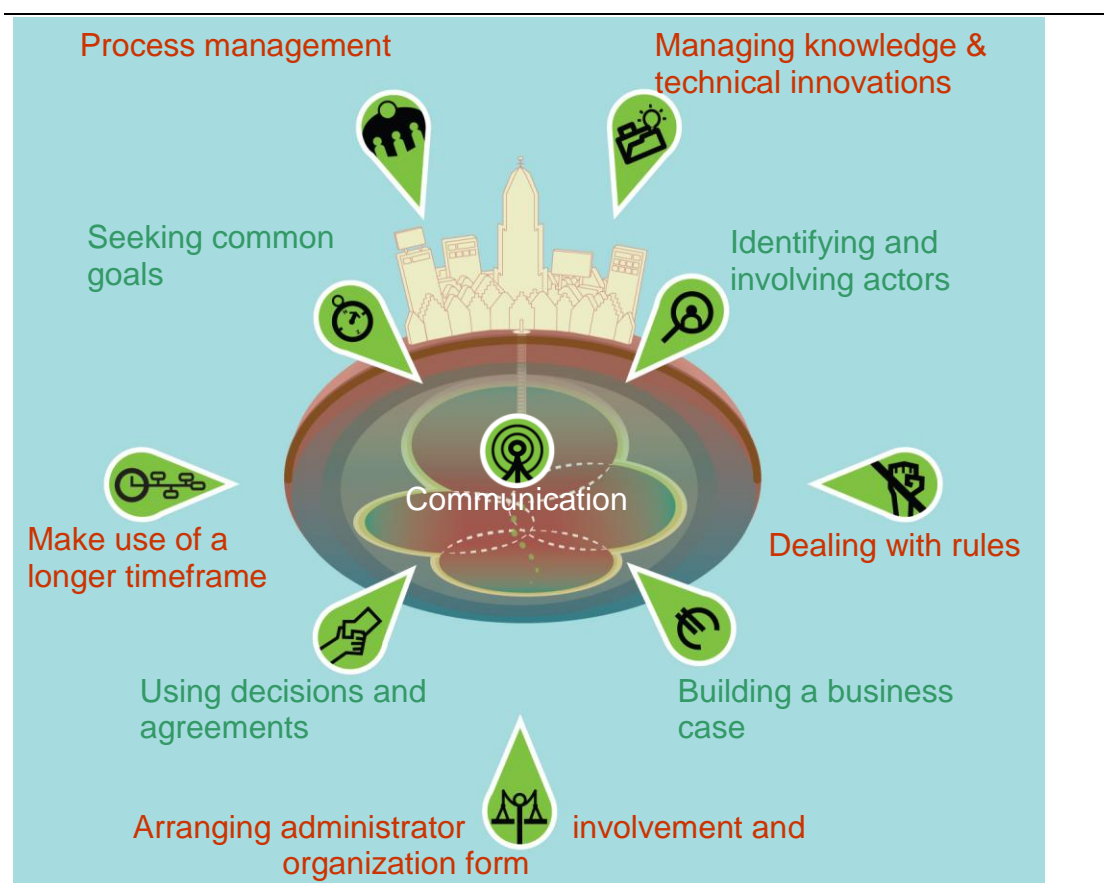 Process management
Managing knowledge &
technical innovations
Seeking common
goals
Identifying and
involving actors
Communication
Make use of a
longer timeframe
Dealing with rules
Using decisions and
agreements
Building a business
case
Arranging administrator involvement and
organization form